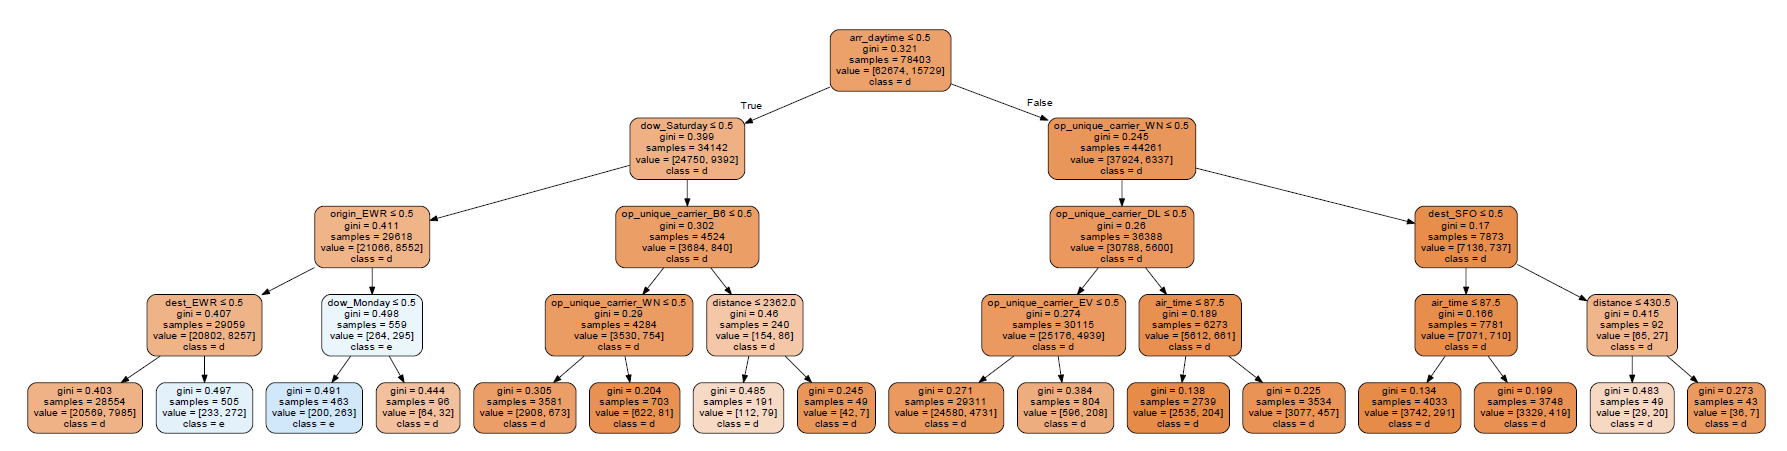 arr_daytime ≤ 0.5
gini = 0.321
samples = 78403
value = [62674, 15729]
class = d
True
False
dow_Saturday ≤ 0.5
gini = 0.399
samples = 34142
value = [24750, 9392]
class = d
op_unique_carrier_WN ≤ 0.5
gini = 0.245
samples = 44261
value = [37924, 6337]
class = d
origin_EWR ≤ 0.5
gini = 0.411
samples = 29618
value = [21066, 8552]
class = d
op_unique_carrier_B6 ≤ 0.5
gini = 0.302
samples = 4524
value = [3684, 840]
class = d
op_unique_carrier_DL ≤ 0.5
gini = 0.26
samples = 36388
value = [30788, 5600]
class = d
dest_SFO ≤ 0.5
gini = 0.17
samples = 7873
value = [7136, 737]
class = d
dest_EWR ≤ 0.5
gini = 0.407
samples = 29059
value = [20802, 8257]
class = d
dow_Monday ≤ 0.5
gini = 0.498
samples = 559
value = [264, 295]
class = e
op_unique_carrier_WN ≤ 0.5
gini = 0.29
samples = 4284
value = [3530, 754]
class = d
distance ≤ 2362.0
gini = 0.46
samples = 240
value = [154, 86]
class = d
op_unique_carrier_EV ≤ 0.5
gini = 0.274
samples = 30115
value = [25176, 4939]
class = d
air_time ≤ 87.5
gini = 0.189
samples = 6273
value = [5612, 661]
class = d
air_time ≤ 87.5
gini = 0.166
samples = 7781
value = [7071, 710]
class = d
distance ≤ 430.5
gini = 0.415
samples = 92
value = [65, 27]
class = d
gini = 0.403
samples = 28554
value = [20569, 7985]
class = d
gini = 0.497
samples = 505
value = [233, 272]
class = e
gini = 0.491
samples = 463
value = [200, 263]
class = e
gini = 0.444
samples = 96
value = [64, 32]
class = d
gini = 0.305
samples = 3581
value = [2908, 673]
class = d
gini = 0.204
samples = 703
value = [622, 81]
class = d
gini = 0.485
samples = 191
value = [112, 79]
class = d
gini = 0.245
samples = 49
value = [42, 7]
class = d
gini = 0.271
samples = 29311
value = [24580, 4731]
class = d
gini = 0.384
samples = 804
value = [596, 208]
class = d
gini = 0.138
samples = 2739
value = [2535, 204]
class = d
gini = 0.225
samples = 3534
value = [3077, 457]
class = d
gini = 0.134
samples = 4033
value = [3742, 291]
class = d
gini = 0.199
samples = 3748
value = [3329, 419]
class = d
gini = 0.483
samples = 49
value = [29, 20]
class = d
gini = 0.273
samples = 43
value = [36, 7]
class = d